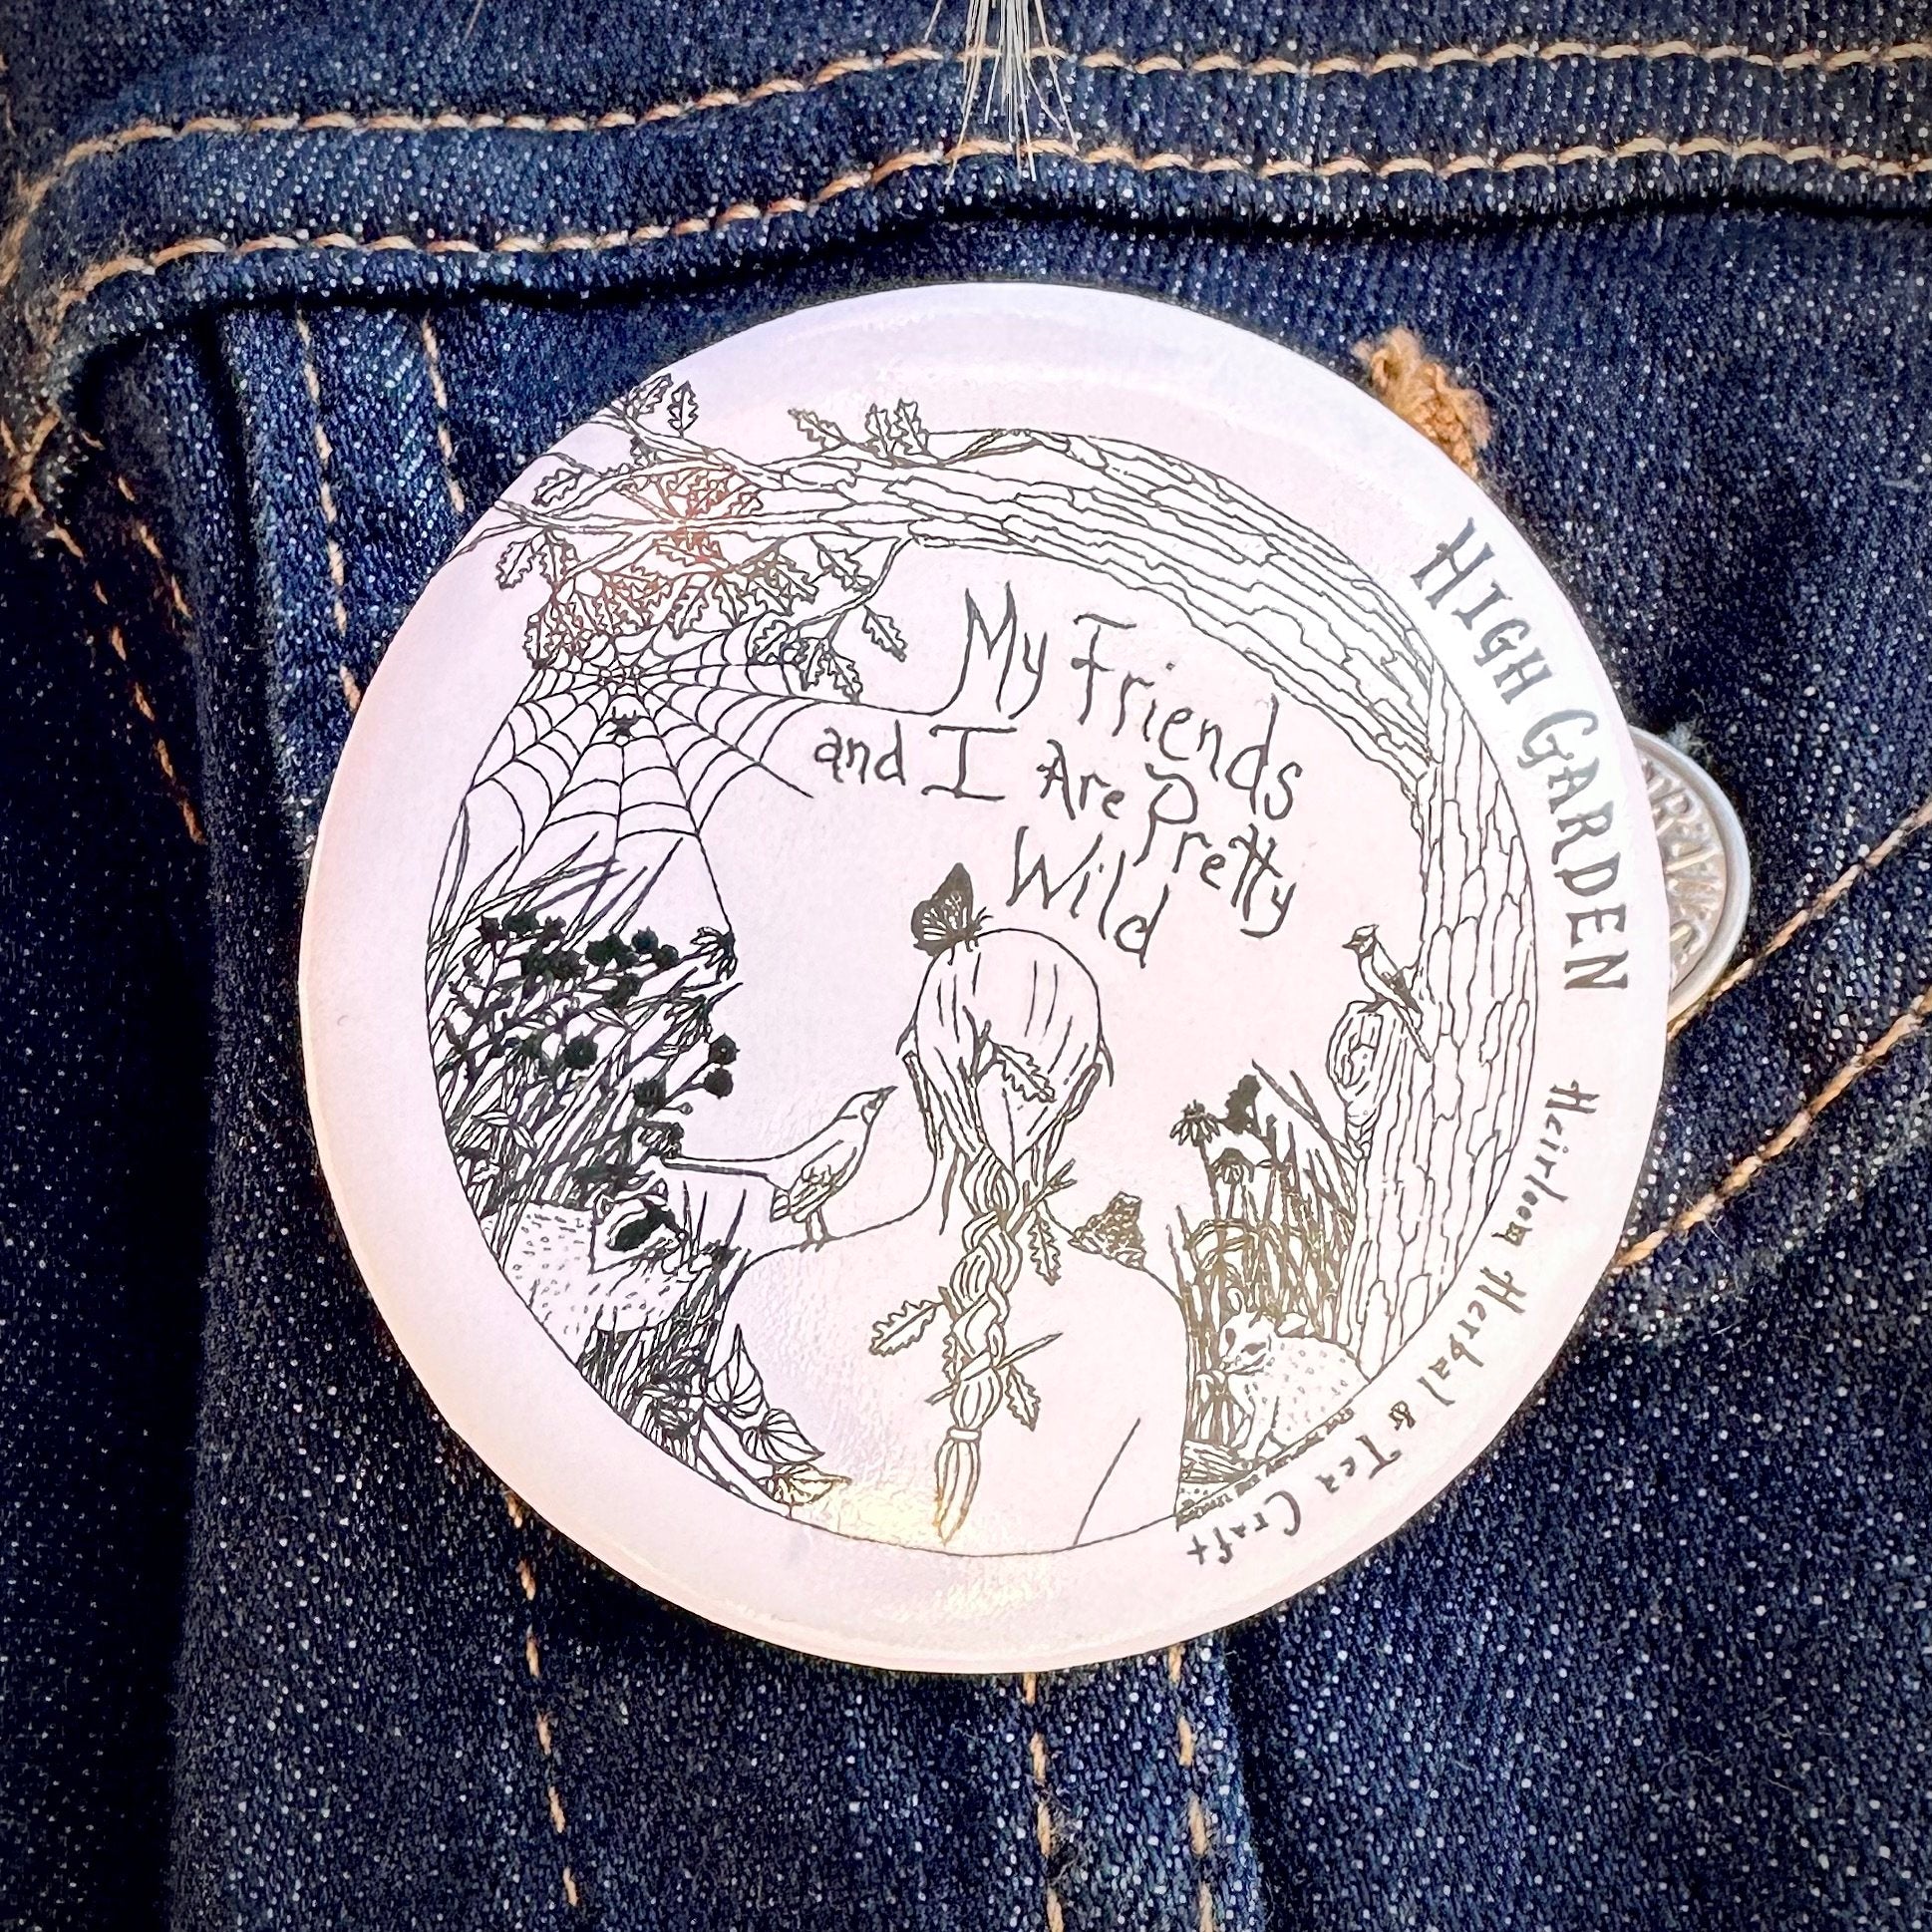 My Friends
and I Are Pretty
Wild
HIGH GARDEN
Heirloom Herbal & Tea Craft